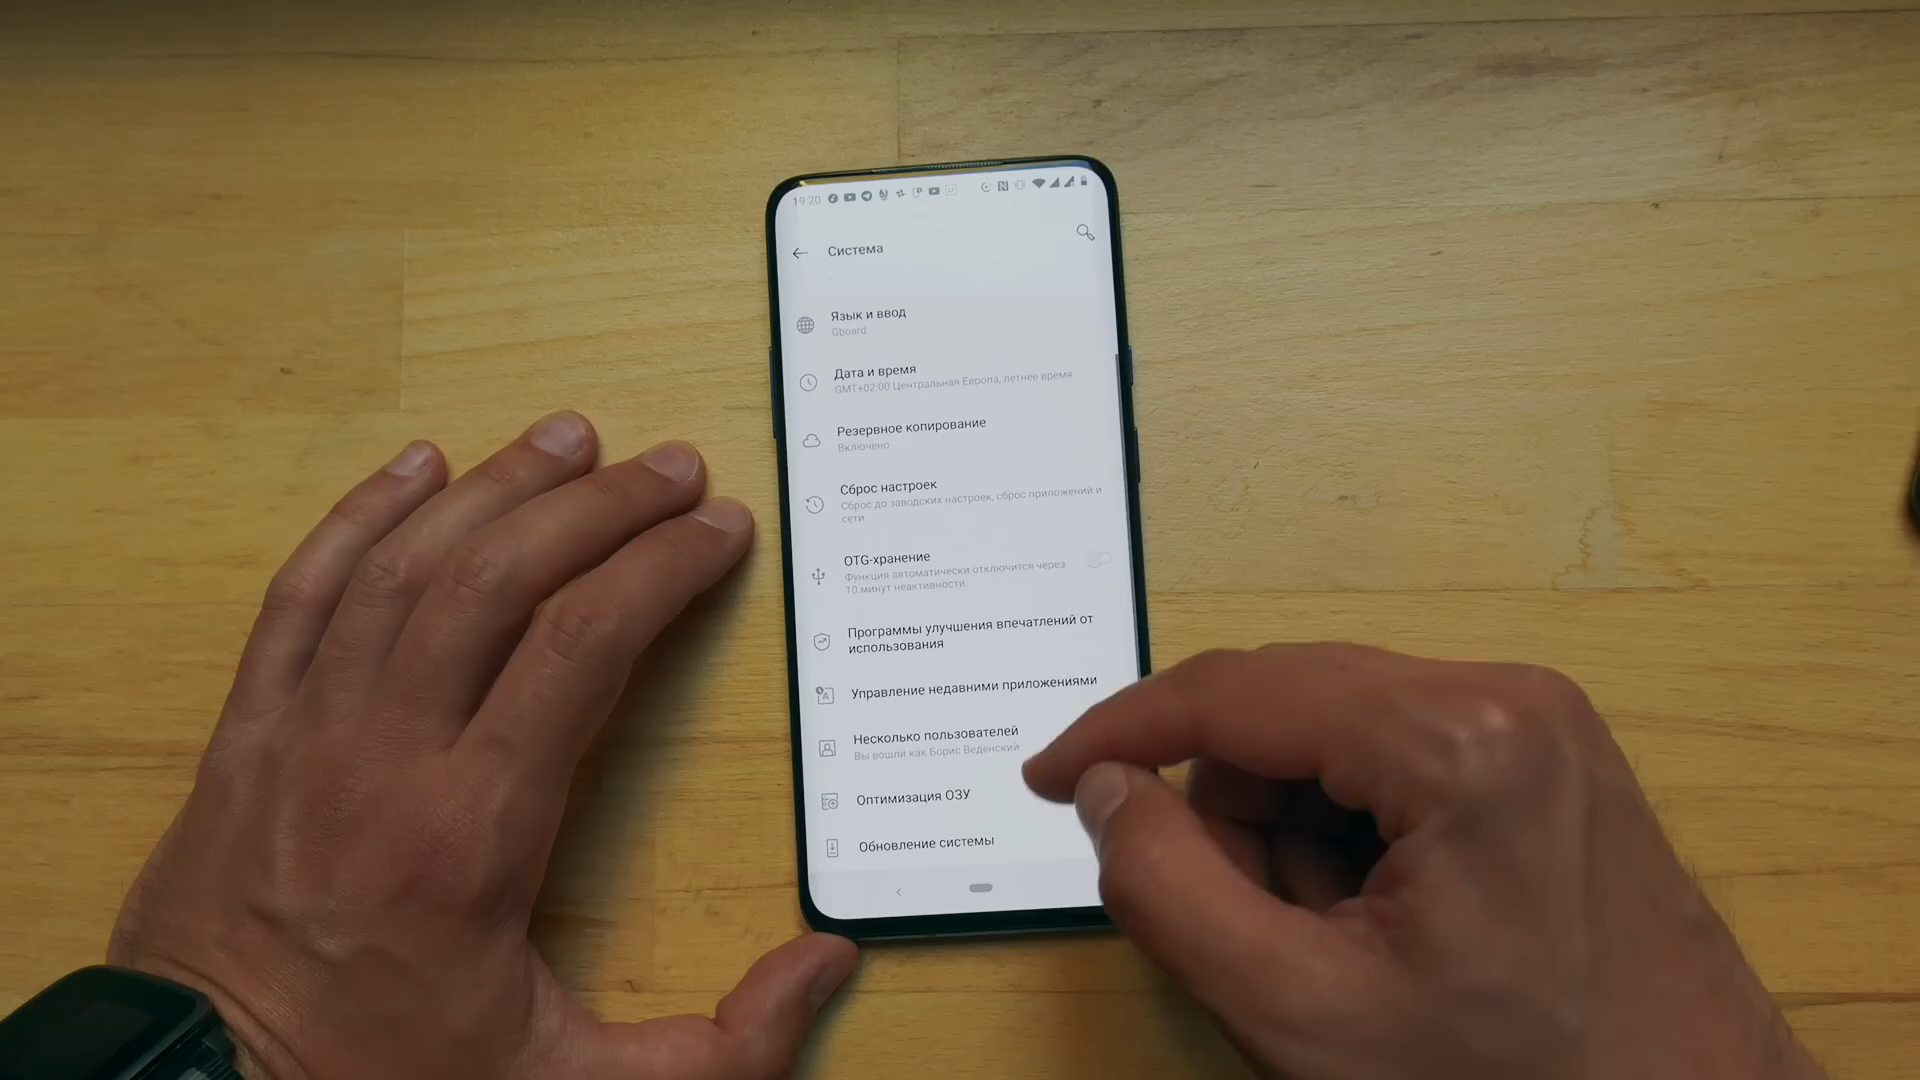 19:20
Система
Язык и ввод
Gboard
Дата и время
GMT+02:00 Центральная Европа, летнее время
Резервное копирование
Включено
Сброс настроек
Сброс до заводских настроек, сброс приложений и
сети
OTG-хранение
Функция автоматически отключится через
10 минут неактивности.
Программы улучшения впечатлений от
использования
Управление недавними приложениями
Несколько пользователей
Вы вошли как Борис Веденский
Оптимизация ОЗУ
Обновление системы